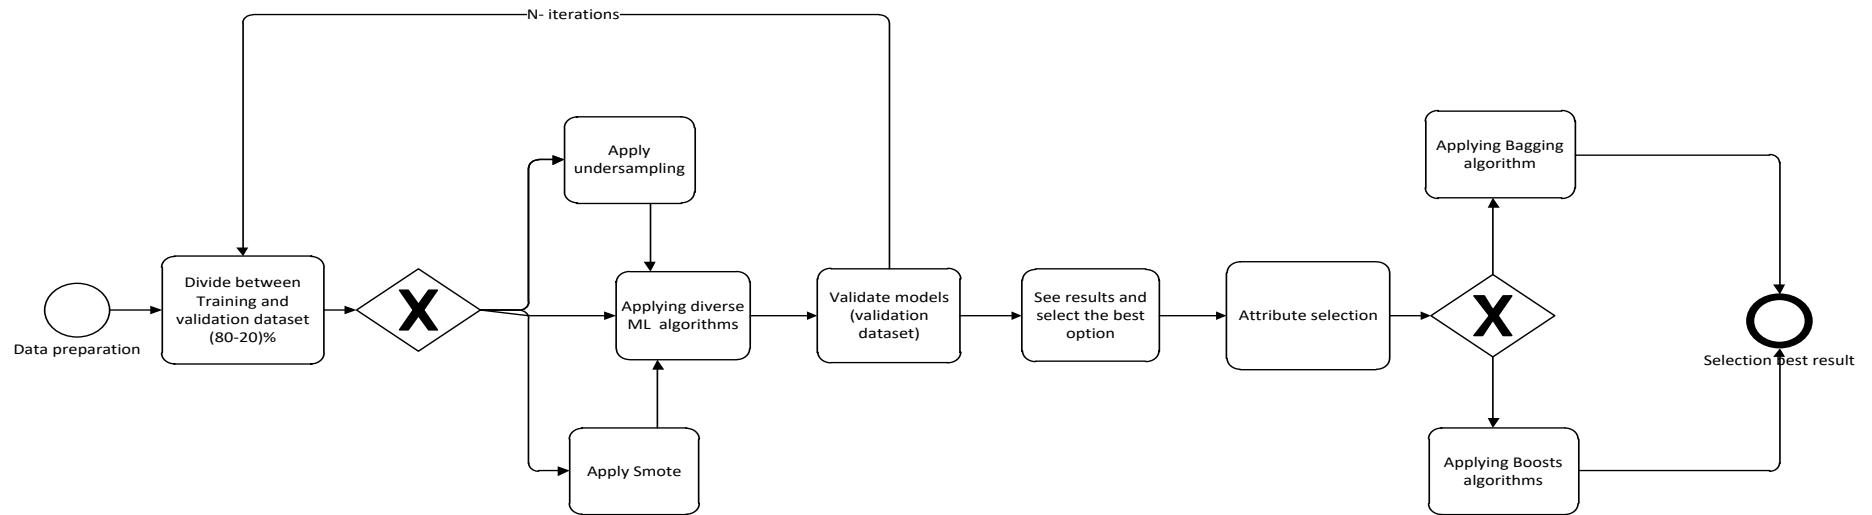 N- iterations
Apply
undersampling
Applying Bagging
algorithm
Divide between
Training and
validation dataset
(80-20)%
Data preparation
X
Applying diverse
ML algorithms
Validate models
(validation
dataset)
See results and
select the best
option
Attribute selection
X
Selection best result
Apply Smote
Applying Boosts
algorithms